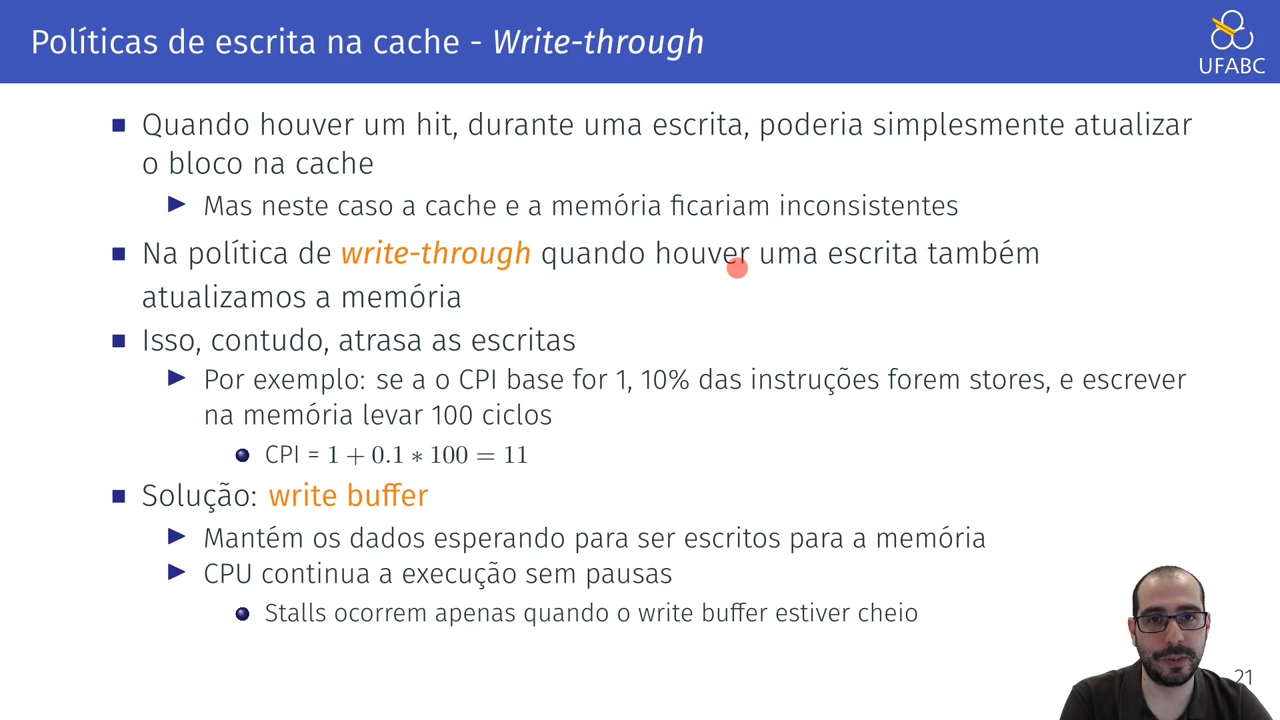 Políticas de escrita na cache - Write-through
UFABC
Quando houver um hit, durante uma escrita, poderia simplesmente atualizar
o bloco na cache
Mas neste caso a cache e a memória ficariam inconsistentes
Na política de write-through quando houver uma escrita também
atualizamos a memória
Isso, contudo, atrasa as escritas
Por exemplo: se a o CPI base for 1, 10% das instruções forem stores, e escrever
na memória levar 100 ciclos
CPI = 1 + 0.1 ∗ 100 = 11
Solução: write buffer
Mantém os dados esperando para ser escritos para a memória
CPU continua a execução sem pausas
Stalls ocorrem apenas quando o write buffer estiver cheio
21